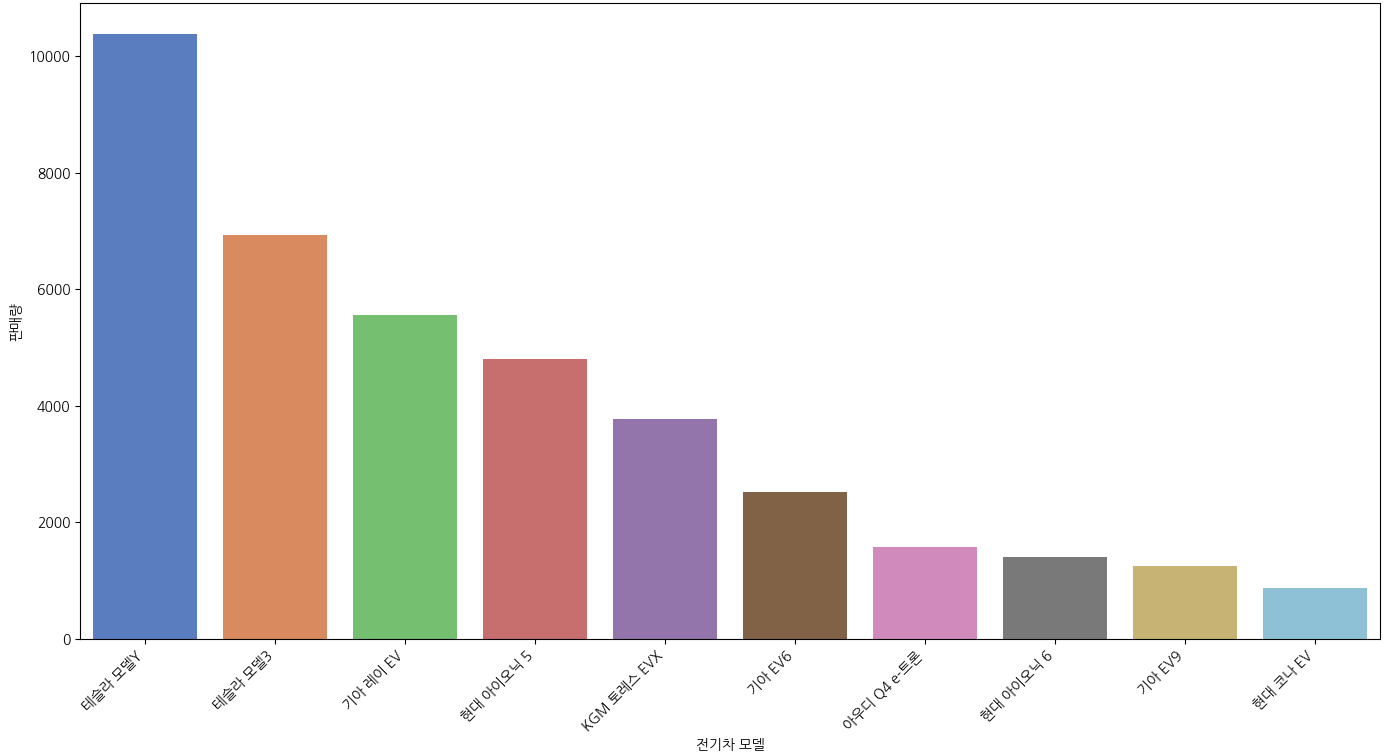 판매량
10000
8000
6000
4000
2000
0
테슬라 모델Y
테슬라 모델3
기아 레이 EV
현대 아이오닉 5
KGM 토레스 EVX
기아 EV6
아우디 Q4 e-트론
현대 아이오닉 6
기아 EV9
현대 코나 EV
전기차 모델